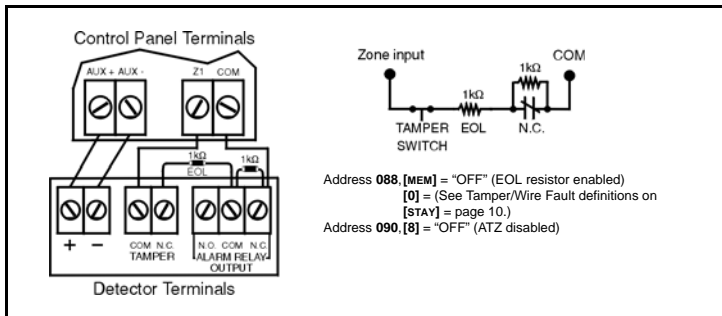 Control Panel Terminals
AUX + AUX -
Z1 COM
1kΩ
EOL
1kΩ
+ -
COM N.C.
TAMPER
N.O. COM N.C.
ALARM RELAY
OUTPUT
Detector Terminals
Zone input
COM
1kΩ
1kΩ
TAMPER
SWITCH
EOL
N.C.
Address 088, [MEM] = “OFF” (EOL resistor enabled)
[0] = (See Tamper/Wire Fault definitions on
[STAY] = page 10.)
Address 090, [8] = “OFF” (ATZ disabled)